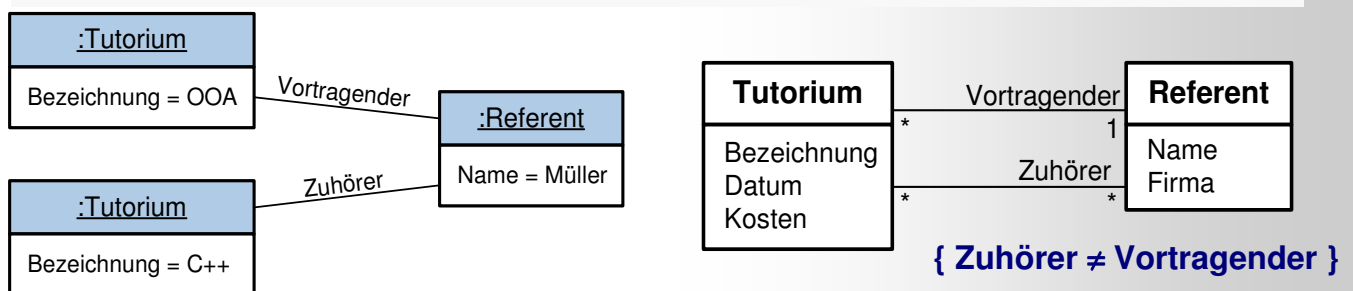 :Tutorium
Bezeichnung = OOA
Vortragender
:Referent
Name = Müller
Zuhörer
:Tutorium
Bezeichnung = C++
Tutorium
Bezeichnung
Datum
Kosten
Vortragender
* 1
Zuhörer
* *
Referent
Name
Firma
{ Zuhörer ≠ Vortragender }